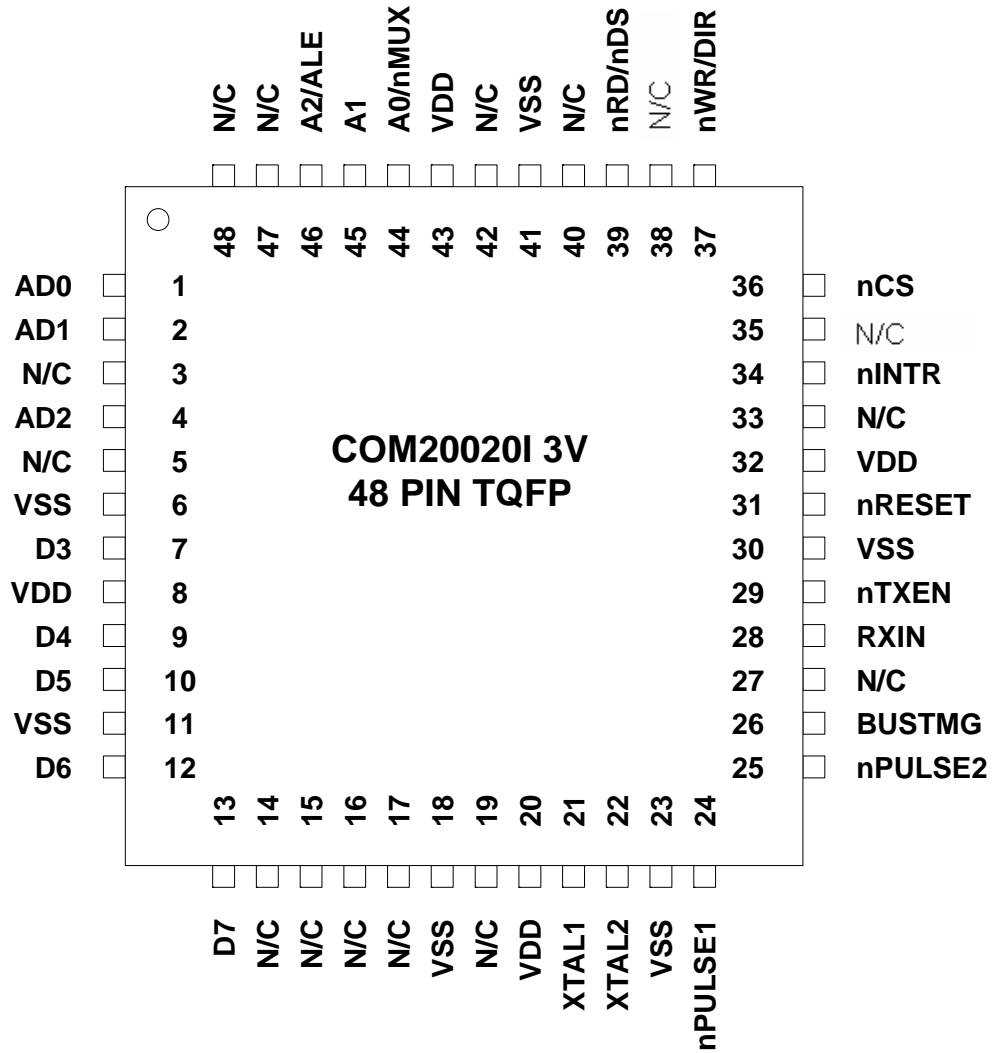 N/C N/C A2/ALE A1 A0/nMUX VDD N/C VSS N/C nRD/nDS N/C nWR/DIR
48 47 46 45 44 43 42 41 40 39 38 37
AD0 1 36 nCS
AD1 2 35 N/C
N/C 3 34 nINTR
AD2 4 33 N/C
COM20020I 3V
N/C 5 32 VDD
48 PIN TQFP
VSS 6 31 nRESET
D3 7 30 VSS
VDD 8 29 nTXEN
D4 9 28 RXIN
D5 10 27 N/C
VSS 11 26 BUSTMG
D6 12 25 nPULSE2
13 14 15 16 17 18 19 20 21 22 23 24
D7 N/C N/C N/C N/C VSS N/C VDD XTAL1 XTAL2 VSS nPULSE1